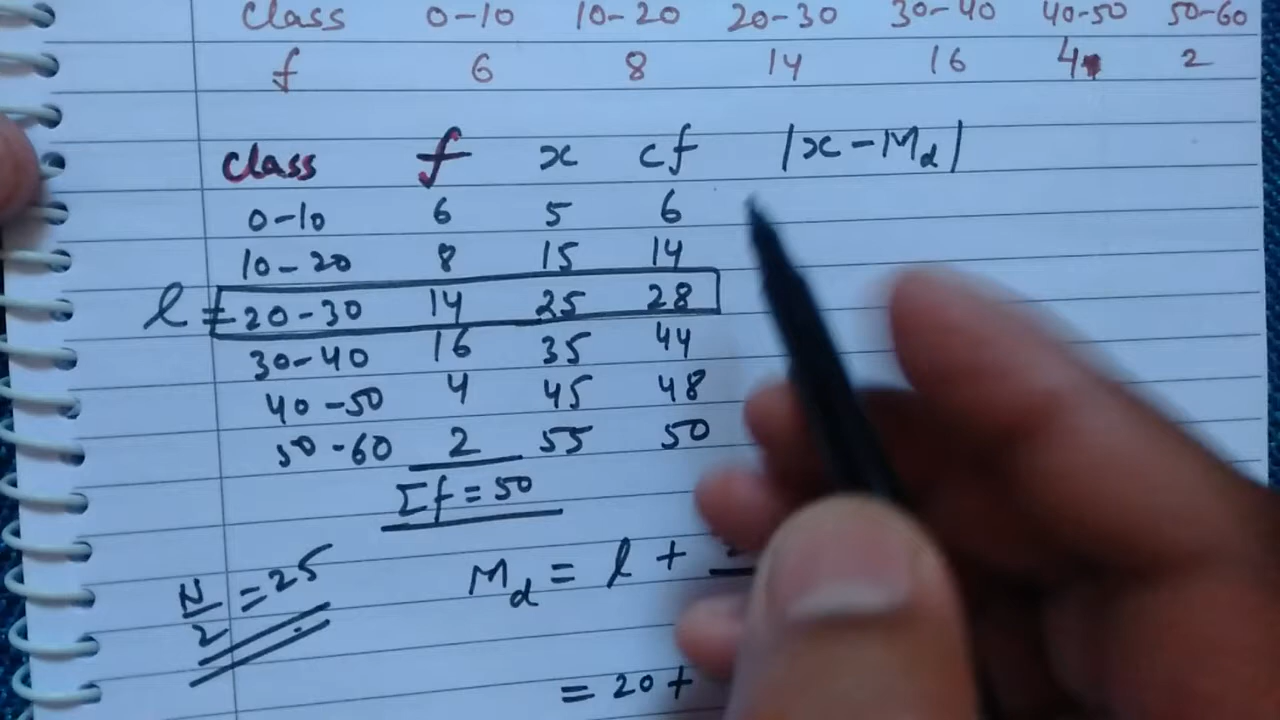 Class 0-10 10-20 20-30 30-40 40-50 50-60
f 6 8 14 16 4 2
Class f x cf |x-Md|
0-10 6 5 6
10-20 8 15 14
l = 20-30 14 25 28
30-40 16 35 44
40-50 4 45 48
50-60 2 55 50
Σf = 50
N/2 = 25
Md = l +
= 20+